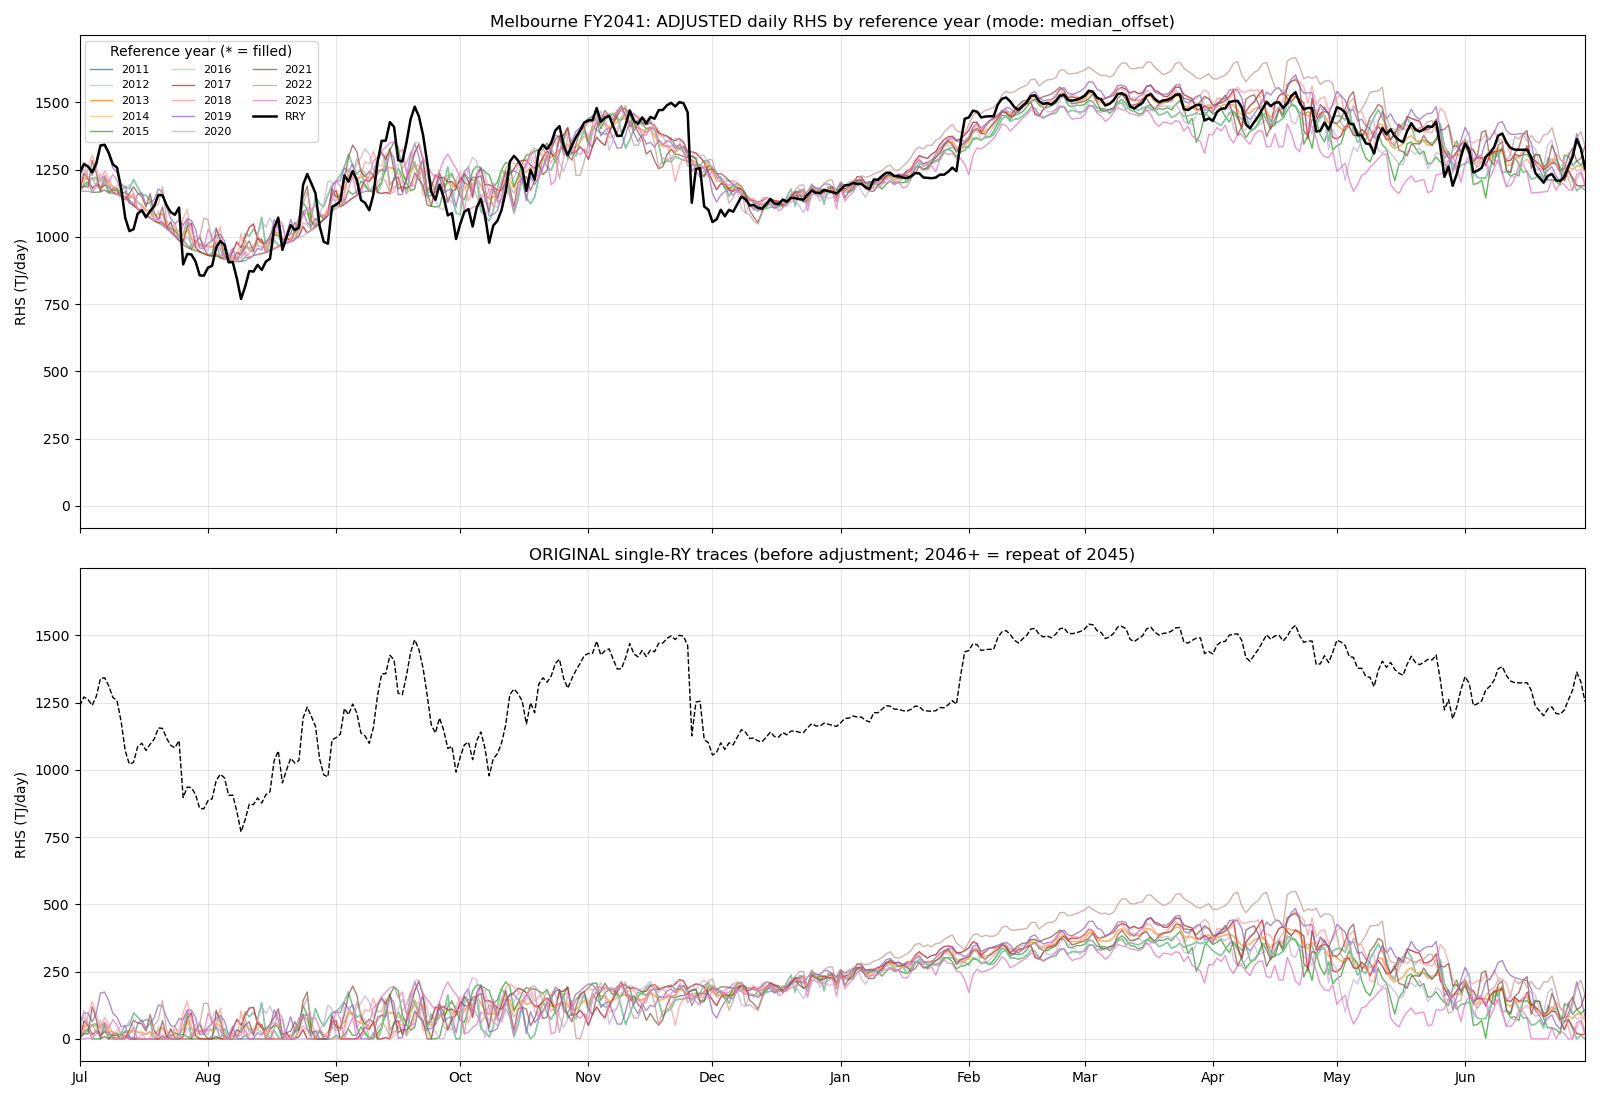 Melbourne FY2041: ADJUSTED daily RHS by reference year (mode: median_offset)
Reference year (* = filled)
2011 2016 2021
2012 2017 2022
2013 2018 2023
2014 2019 RRY
2015 2020
RHS (TJ/day)
1500
1250
1000
750
500
250
0
ORIGINAL single-RY traces (before adjustment; 2046+ = repeat of 2045)
RHS (TJ/day)
1500
1250
1000
750
500
250
0
Jul Aug Sep Oct Nov Dec Jan Feb Mar Apr May Jun